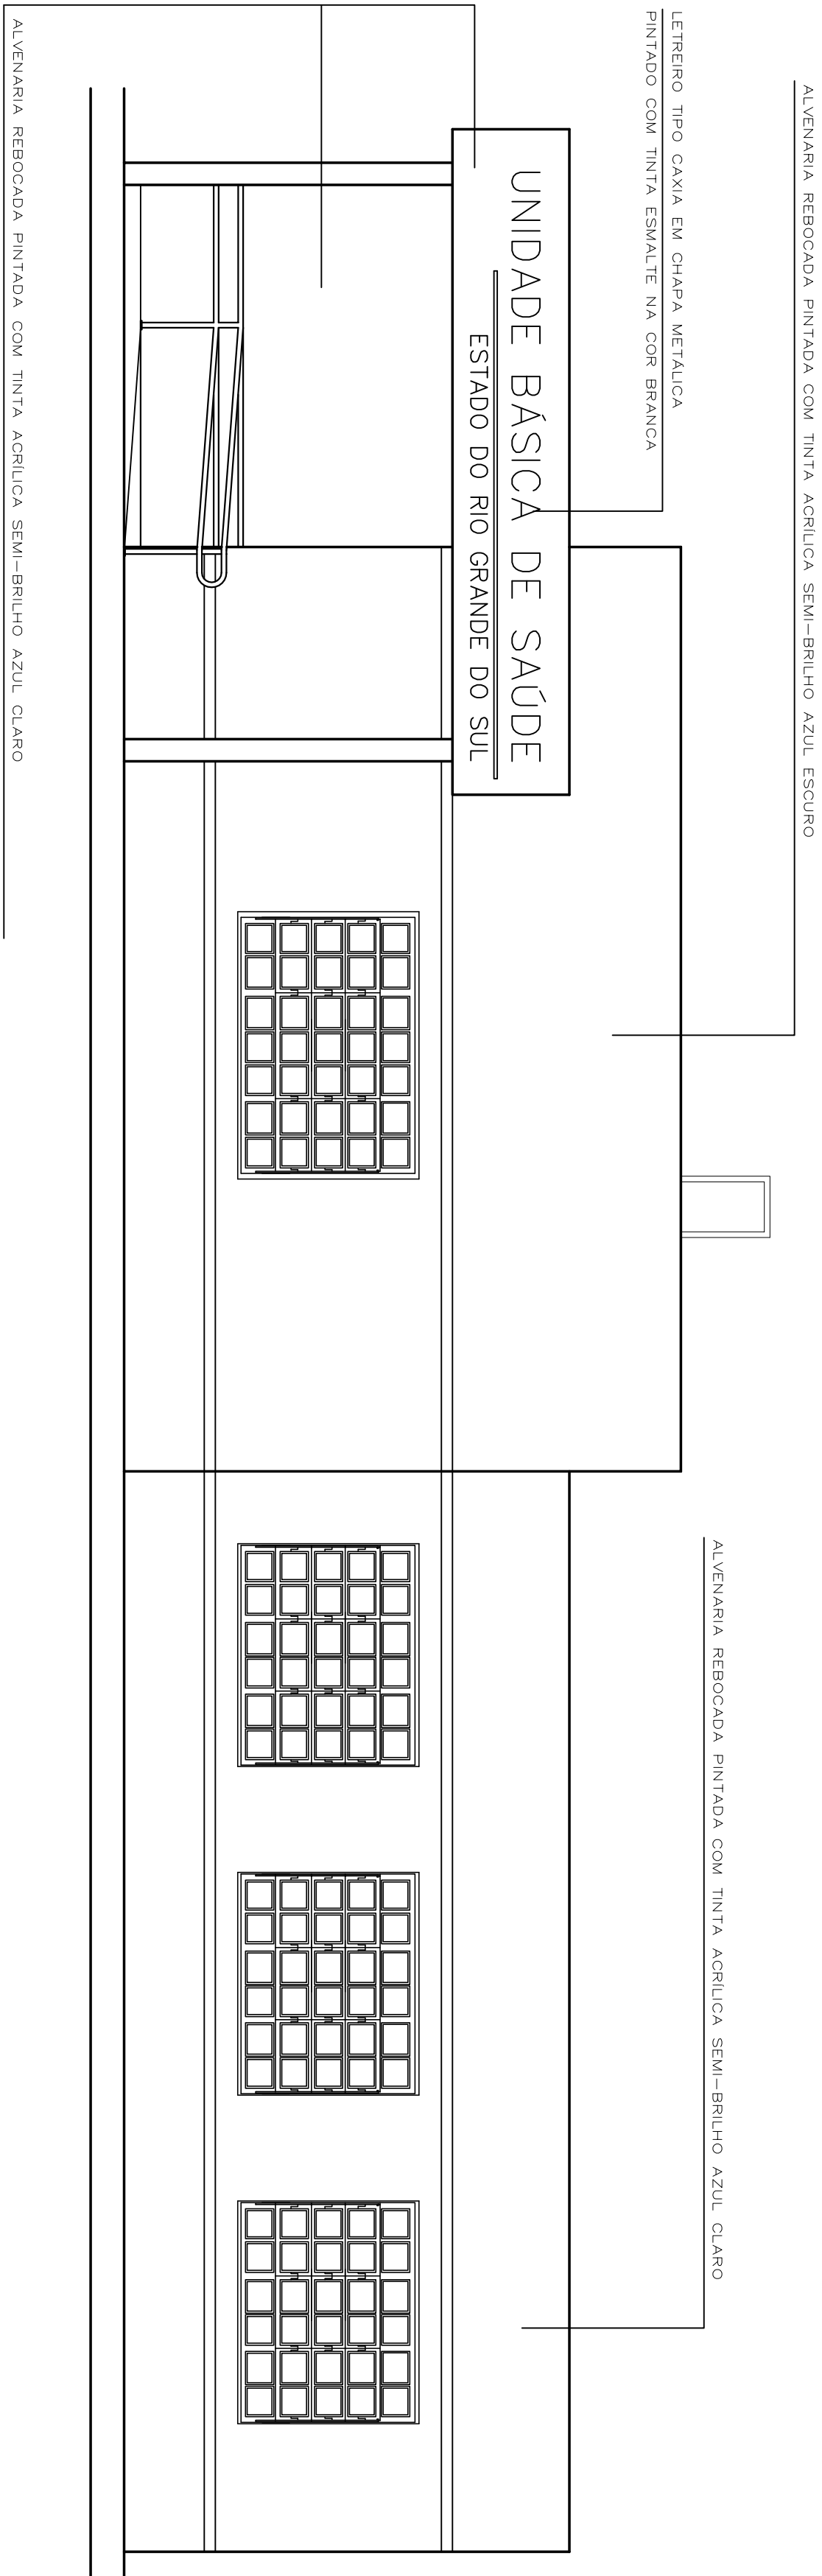 ALVENARIA REBOCADA PINTADA COM TINTA ACRÍLICA SEMI-BRILHO AZUL ESCURO
LETREIRO TIPO CAXIA EM CHAPA METÁLICA
PINTADO COM TINTA ESMALTE NA COR BRANCA
ALVENARIA REBOCADA PINTADA COM TINTA ACRÍLICA SEMI-BRILHO AZUL CLARO
UNIDADE BÁSICA DE SAÚDE
ESTADO DO RIO GRANDE DO SUL
ALVENARIA REBOCADA PINTADA COM TINTA ACRÍLICA SEMI-BRILHO AZUL CLARO